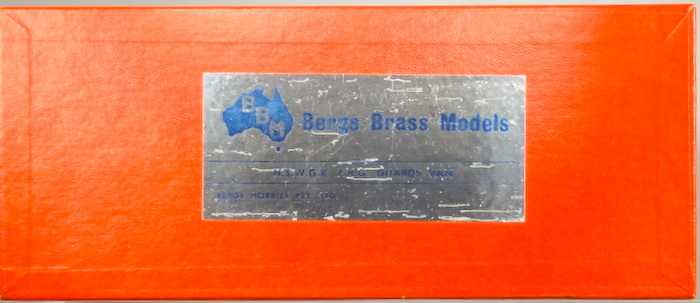 BBM
Bergs Brass Models
N.S.W.G.R. P.H.G. GUARDS VAN
BERGS HOBBIES PTY. LTD.